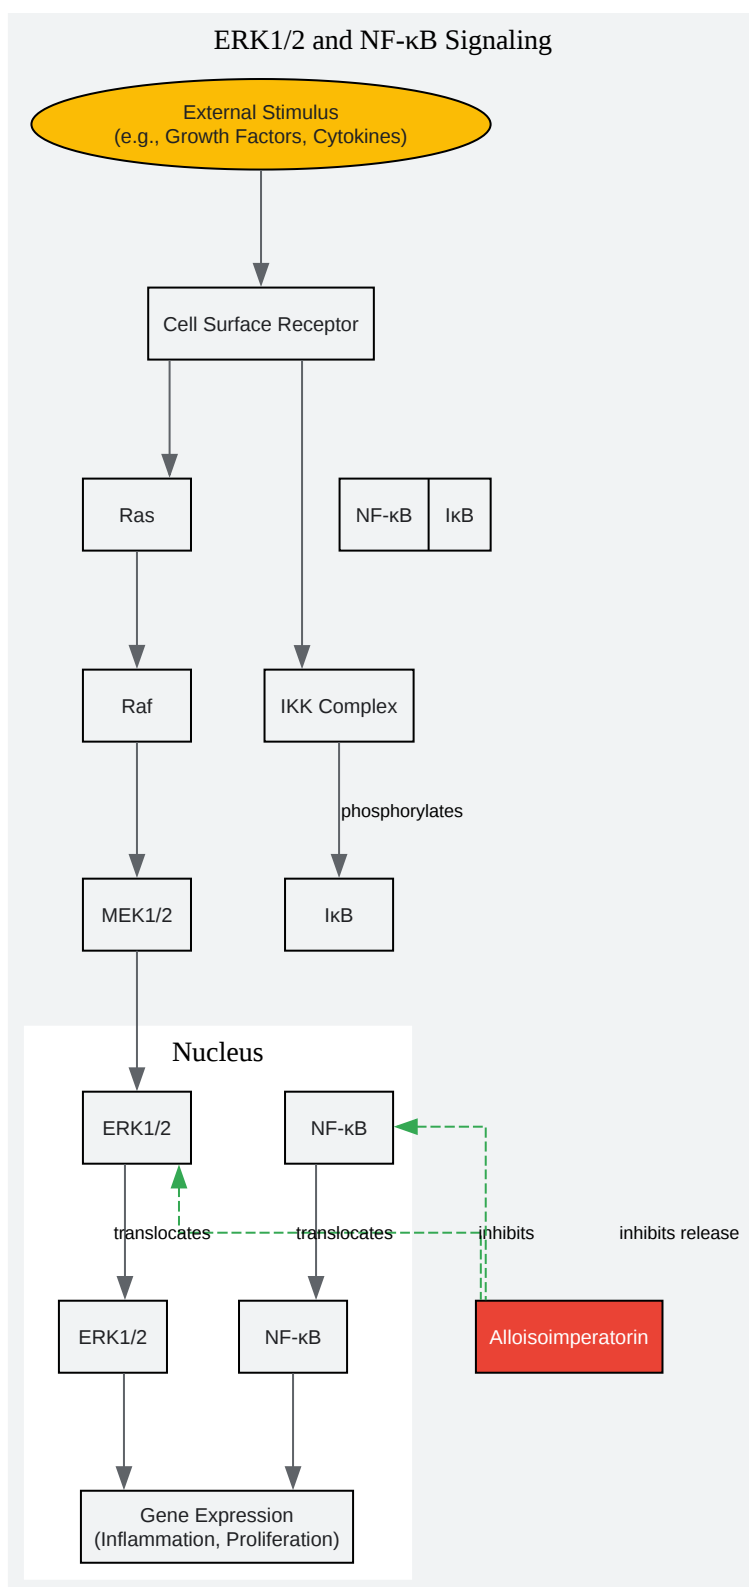 ERK1/2 and NF-κB Signaling
External Stimulus
(e.g., Growth Factors, Cytokines)
Cell Surface Receptor
Ras
NF-κB
IκB
Raf
IKK Complex
phosphorylates
MEK1/2
IκB
Nucleus
ERK1/2
NF-κB
translocates
translocates
inhibits
inhibits release
ERK1/2
NF-κB
Alloisoimperatorin
Gene Expression
(Inflammation, Proliferation)